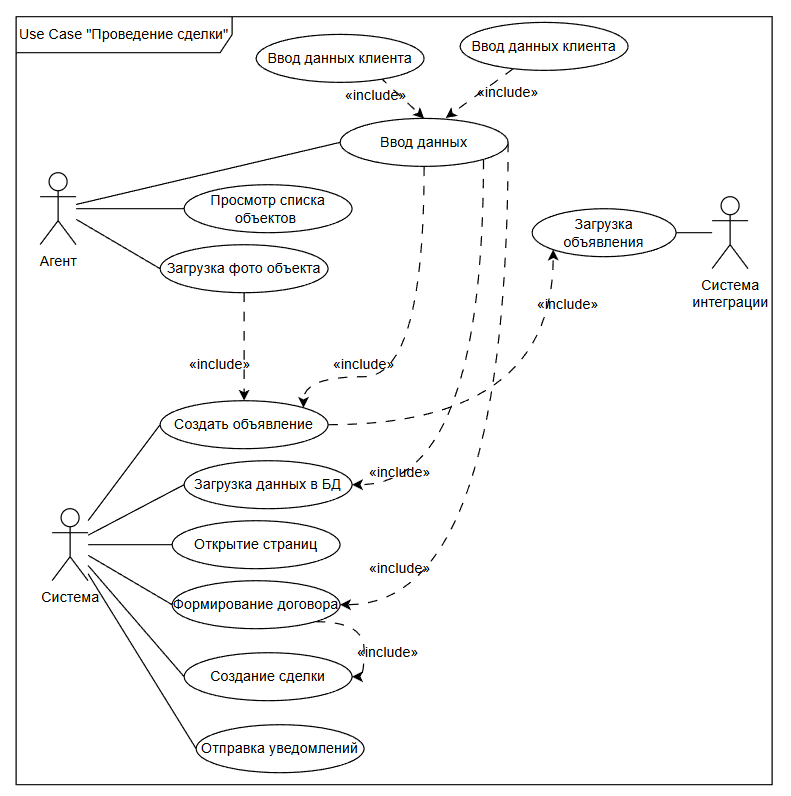 Use Case "Проведение сделки"
Ввод данных клиента
Ввод данных клиента
«include»
«include»
Ввод данных
Просмотр списка
объектов
Агент
Загрузка фото объекта
Загрузка
объявления
Система
интеграции
«include»
«include»
«include»
Создать объявление
«include»
Загрузка данных в БД
Открытие страниц
«include»
Система
Формирование договора
«include»
Создание сделки
Отправка уведомлений